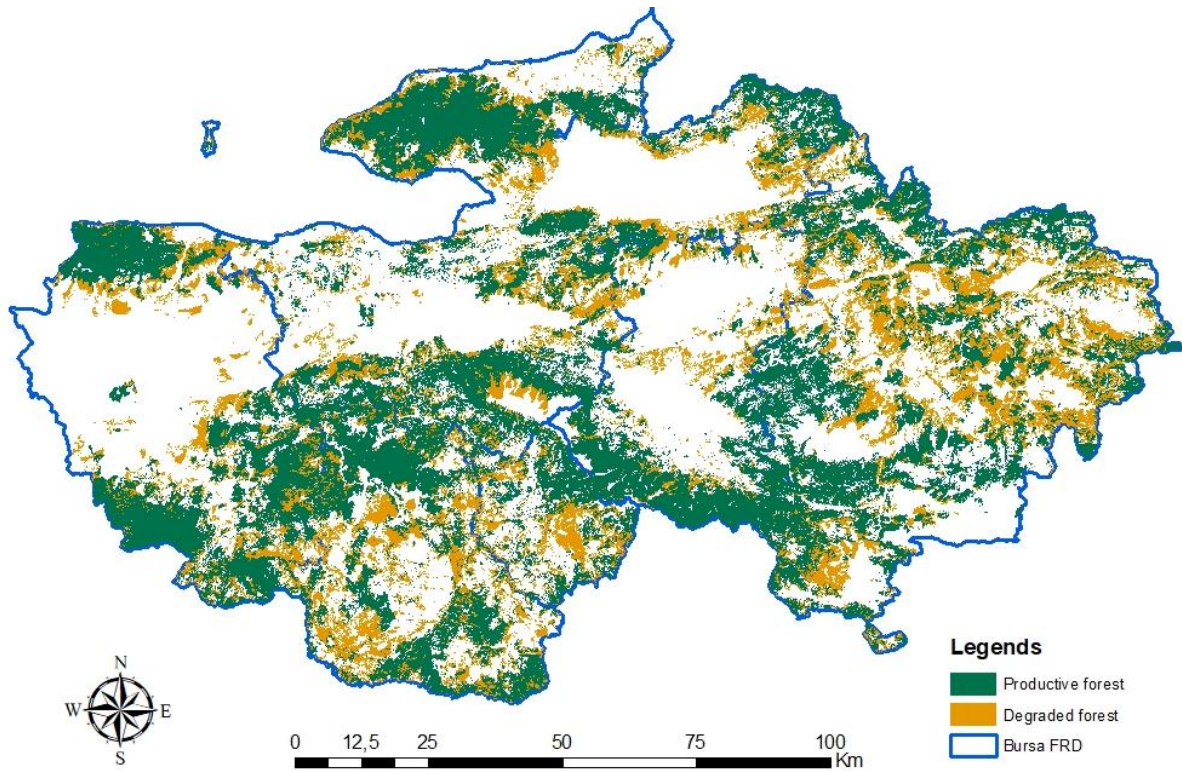 N
W E
S
0 12,5 25 50 75 100
Km
Legends
Productive forest
Degraded forest
Bursa FRD